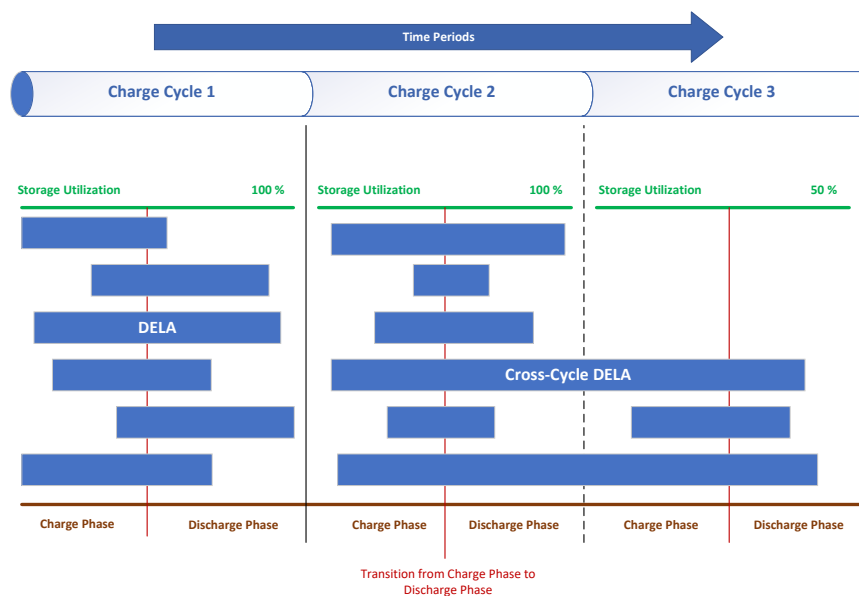 Time Periods
Charge Cycle 1
Charge Cycle 2
Charge Cycle 3
Storage Utilization
100 %
Storage Utilization
100 %
Storage Utilization
50 %
DELA
Cross-Cycle DELA
Charge Phase
Discharge Phase
Charge Phase
Discharge Phase
Charge Phase
Discharge Phase
Transition from Charge Phase to
Discharge Phase